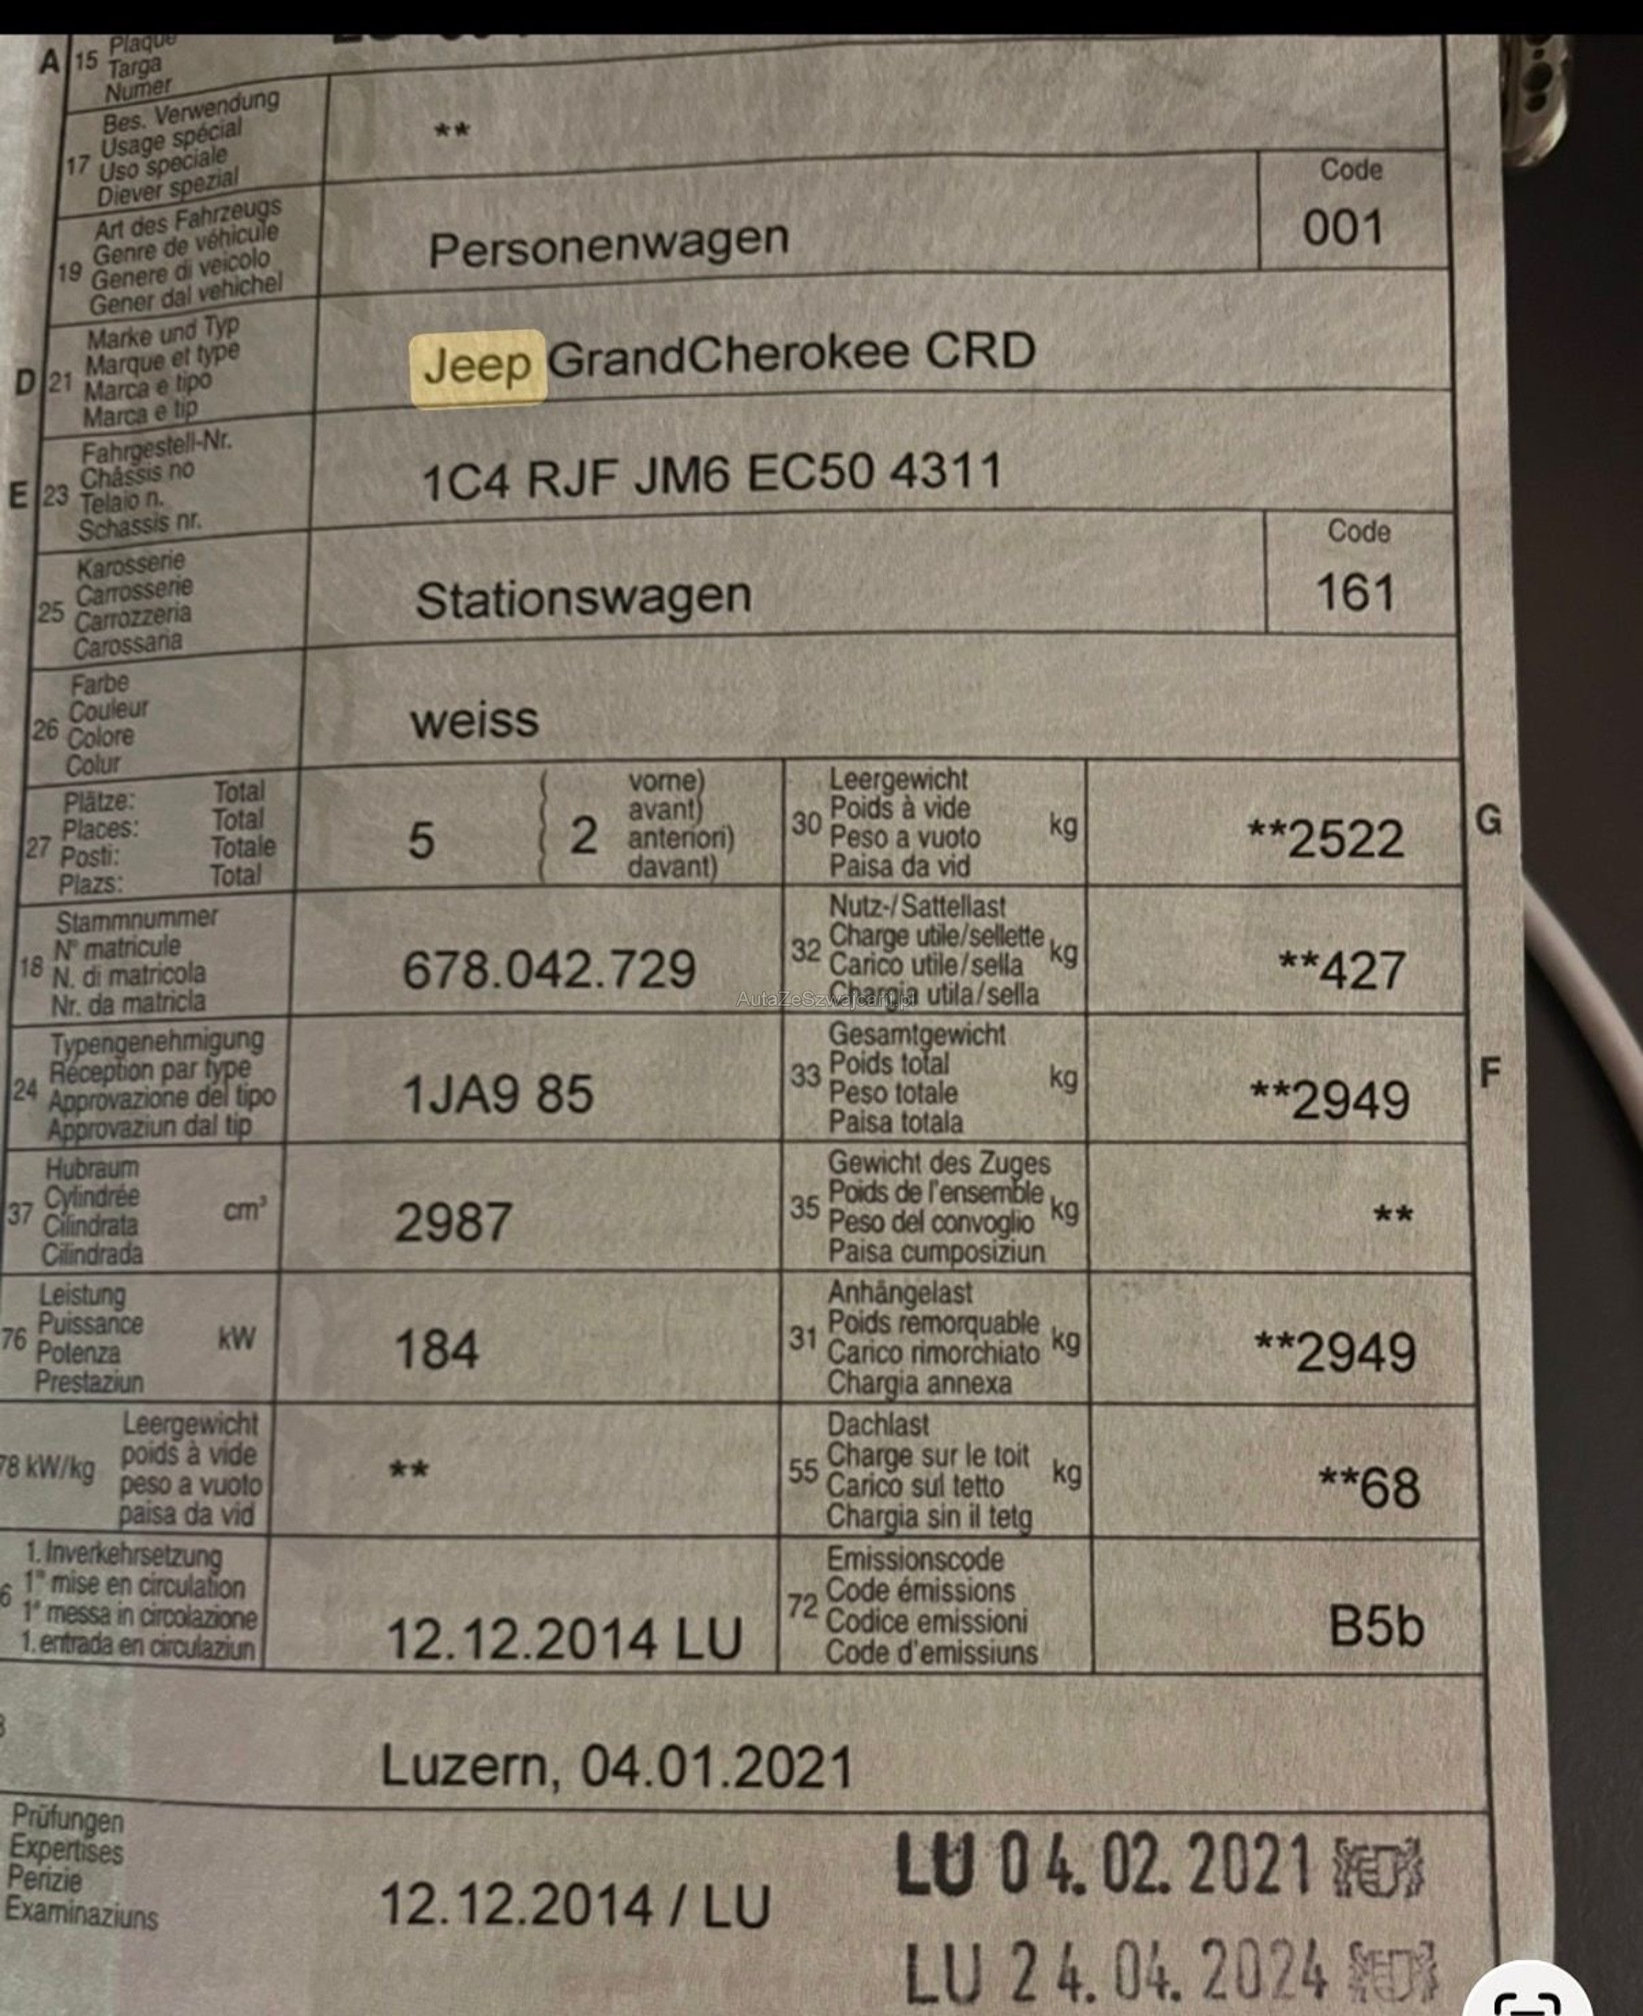 A 15 Plaque
Targa
Numer
17 Bes. Verwendung
Usage spécial
Uso speciale
Diever spezial
**
19 Art des Fahrzeugs
Genre de véhicule
Genere di veicolo
Gener dal vehichel
Personenwagen
Code
001
D 21 Marke und Typ
Marque et type
Marca e tipo
Marca e tip
Jeep GrandCherokee CRD
E 23 Fahrgestell-Nr.
Châssis no
Telaio n.
Schassis nr.
1C4 RJF JM6 EC50 4311
25 Karosserie
Carrosserie
Carrozzeria
Carossaria
Stationswagen
Code
161
26 Farbe
Couleur
Colore
Colur
weiss
27 Plätze: Total
Places: Total
Posti: Totale
Plazs: Total
5 ( 2 vorne)
avant)
anteriori)
davant)
30 Leergewicht
Poids à vide
Peso a vuoto
Paisa da vid
kg
**2522 G
18 Stammnummer
N° matricule
N. di matricola
Nr. da matricla
678.042.729
32 Nutz-/Sattellast
Charge utile/sellette
Carico utile/sella
Chargia utila/sella
kg
**427
AutaZeSzwajcarii.pl
24 Typengenehmigung
Réception par type
Approvazione del tipo
Approvaziun dal tip
1JA9 85
33 Gesamtgewicht
Poids total
Peso totale
Paisa totala
kg
**2949 F
37 Hubraum
Cylindrée
Cilindrata
Cilindrada
cm³
2987
35 Gewicht des Zuges
Poids de l'ensemble
Peso del convoglio
Paisa cumposiziun
kg
**
76 Leistung
Puissance
Potenza
Prestaziun
kW
184
31 Anhängelast
Poids remorquable
Carico rimorchiato
Chargia annexa
kg
**2949
78 kW/kg Leergewicht
poids à vide
peso a vuoto
paisa da vid
**
55 Dachlast
Charge sur le toit
Carico sul tetto
Chargia sin il tetg
kg
**68
6 1. Inverkehrsetzung
1re mise en circulation
1a messa in circolazione
1. entrada en circulaziun
12.12.2014 LU
72 Emissionscode
Code émissions
Codice emissioni
Code d'emissiuns
B5b
Luzern, 04.01.2021
Prüfungen
Expertises
Perizie
Examinaziuns
12.12.2014 / LU
LU 04.02.2021
LU 24.04.2024